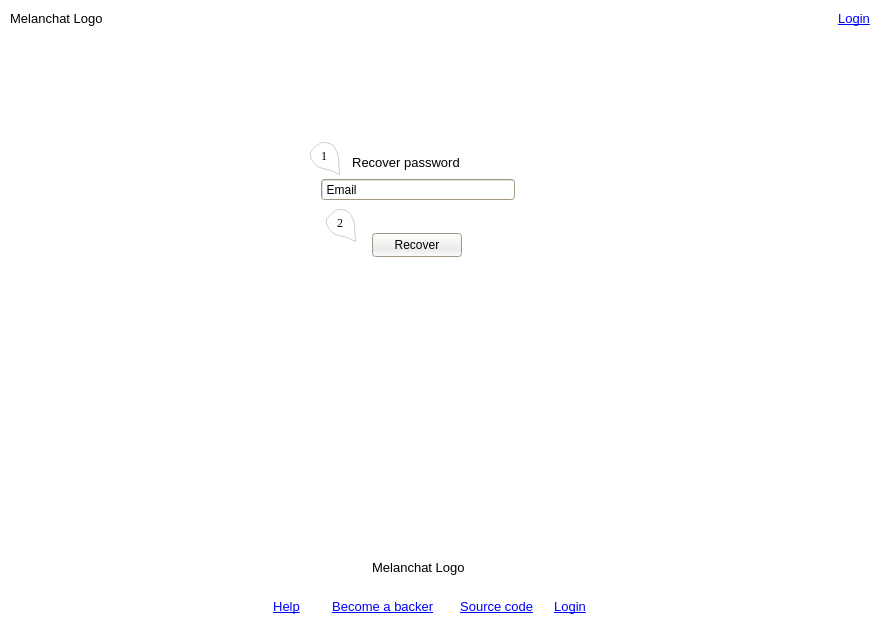 Melanchat Logo
Login
1
Recover password
Email
2
Recover
Melanchat Logo
Help
Become a backer
Source code
Login